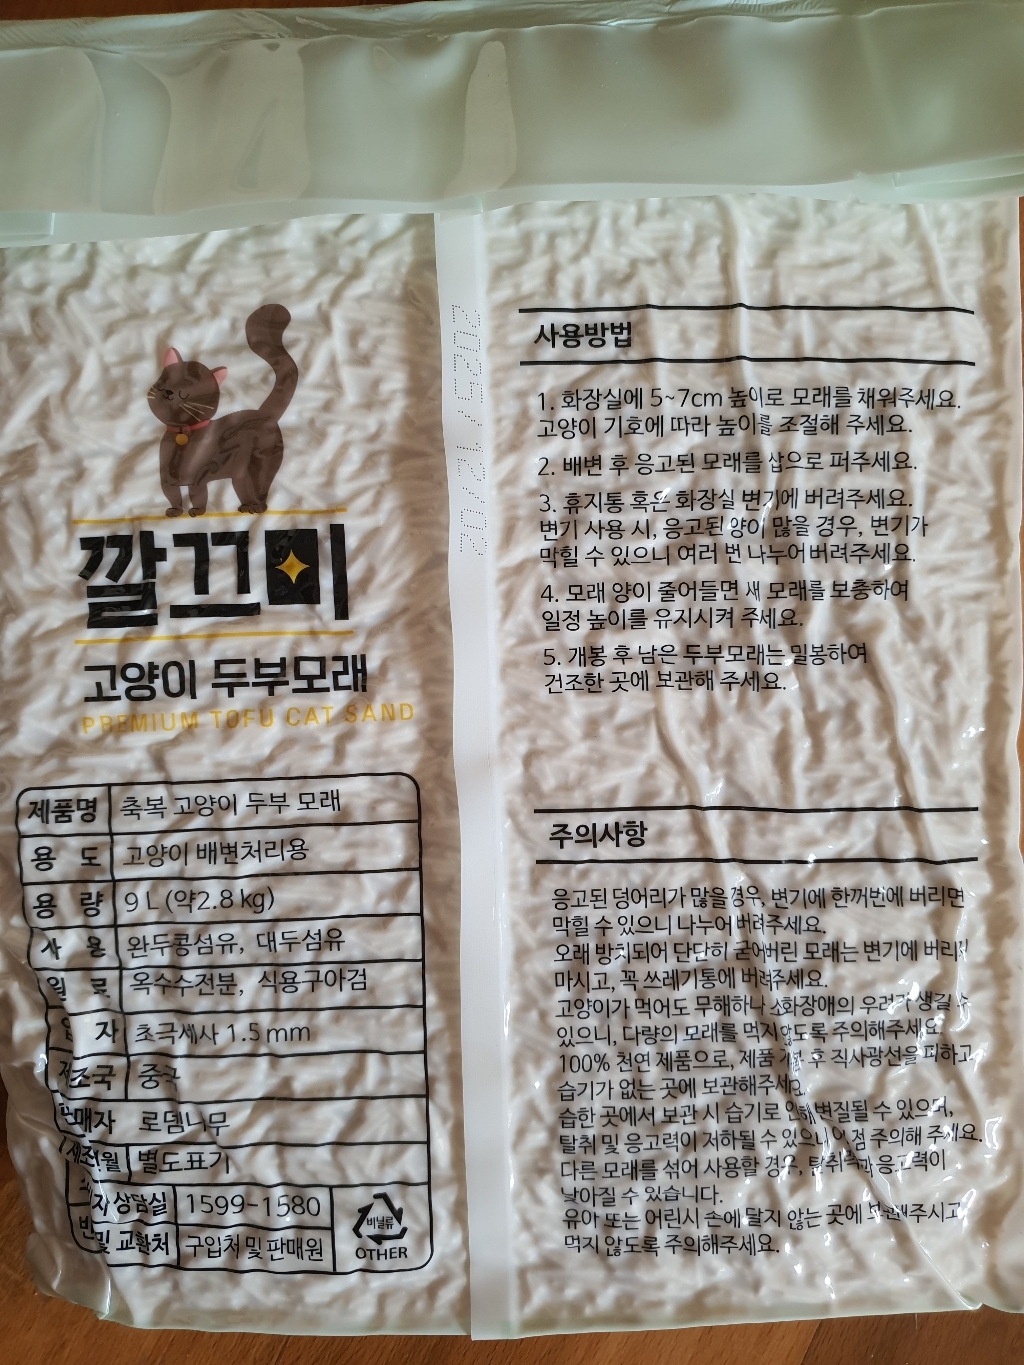 깔끄미
고양이 두부모래
PREMIUM TOFU CAT SAND
제품명 축복 고양이 두부 모래
용 도 고양이 배변처리용
용 량 9 L (약2.8 kg)
사 용 완두콩섬유, 대두섬유
원 료 옥수수전분, 식용구아검
입 자 초극세사 1.5 mm
제조국 중국
판매자 로뎀나무
제조월 별도표기
자 상담실 1599-1580
반 및 교환처 구입처 및 판매원
비닐류
OTHER
2025/12/02
사용방법
1. 화장실에 5~7cm 높이로 모래를 채워주세요.
고양이 기호에 따라 높이를 조절해 주세요.
2. 배변 후 응고된 모래를 삽으로 퍼주세요.
3. 휴지통 혹은 화장실 변기에 버려주세요.
변기 사용 시, 응고된 양이 많을 경우, 변기가
막힐 수 있으니 여러 번 나누어 버려주세요.
4. 모래 양이 줄어들면 새 모래를 보충하여
일정 높이를 유지시켜 주세요.
5. 개봉 후 남은 두부모래는 밀봉하여
건조한 곳에 보관해 주세요.
주의사항
응고된 덩어리가 많을 경우, 변기에 한꺼번에 버리면
막힐 수 있으니 나누어 버려주세요.
오래 방치되어 단단히 굳어버린 모래는 변기에 버리지
마시고, 꼭 쓰레기통에 버려주세요.
고양이가 먹어도 무해하나 소화장애의 우려가 생길 수
있으니, 다량의 모래를 먹지않도록 주의해주세요.
100% 천연 제품으로, 제품 개봉 후 직사광선을 피하고
습기가 없는 곳에 보관해주세요.
습한 곳에서 보관 시 습기로 인해 변질될 수 있으며,
탈취 및 응고력이 저하될 수 있으니 이 점 주의해 주세요.
다른 모래를 섞어 사용할 경우, 탈취력과 응고력이
낮아질 수 있습니다.
유아 또는 어린시 손에 닿지 않는 곳에 보관해주시고
먹지 않도록 주의해주세요.